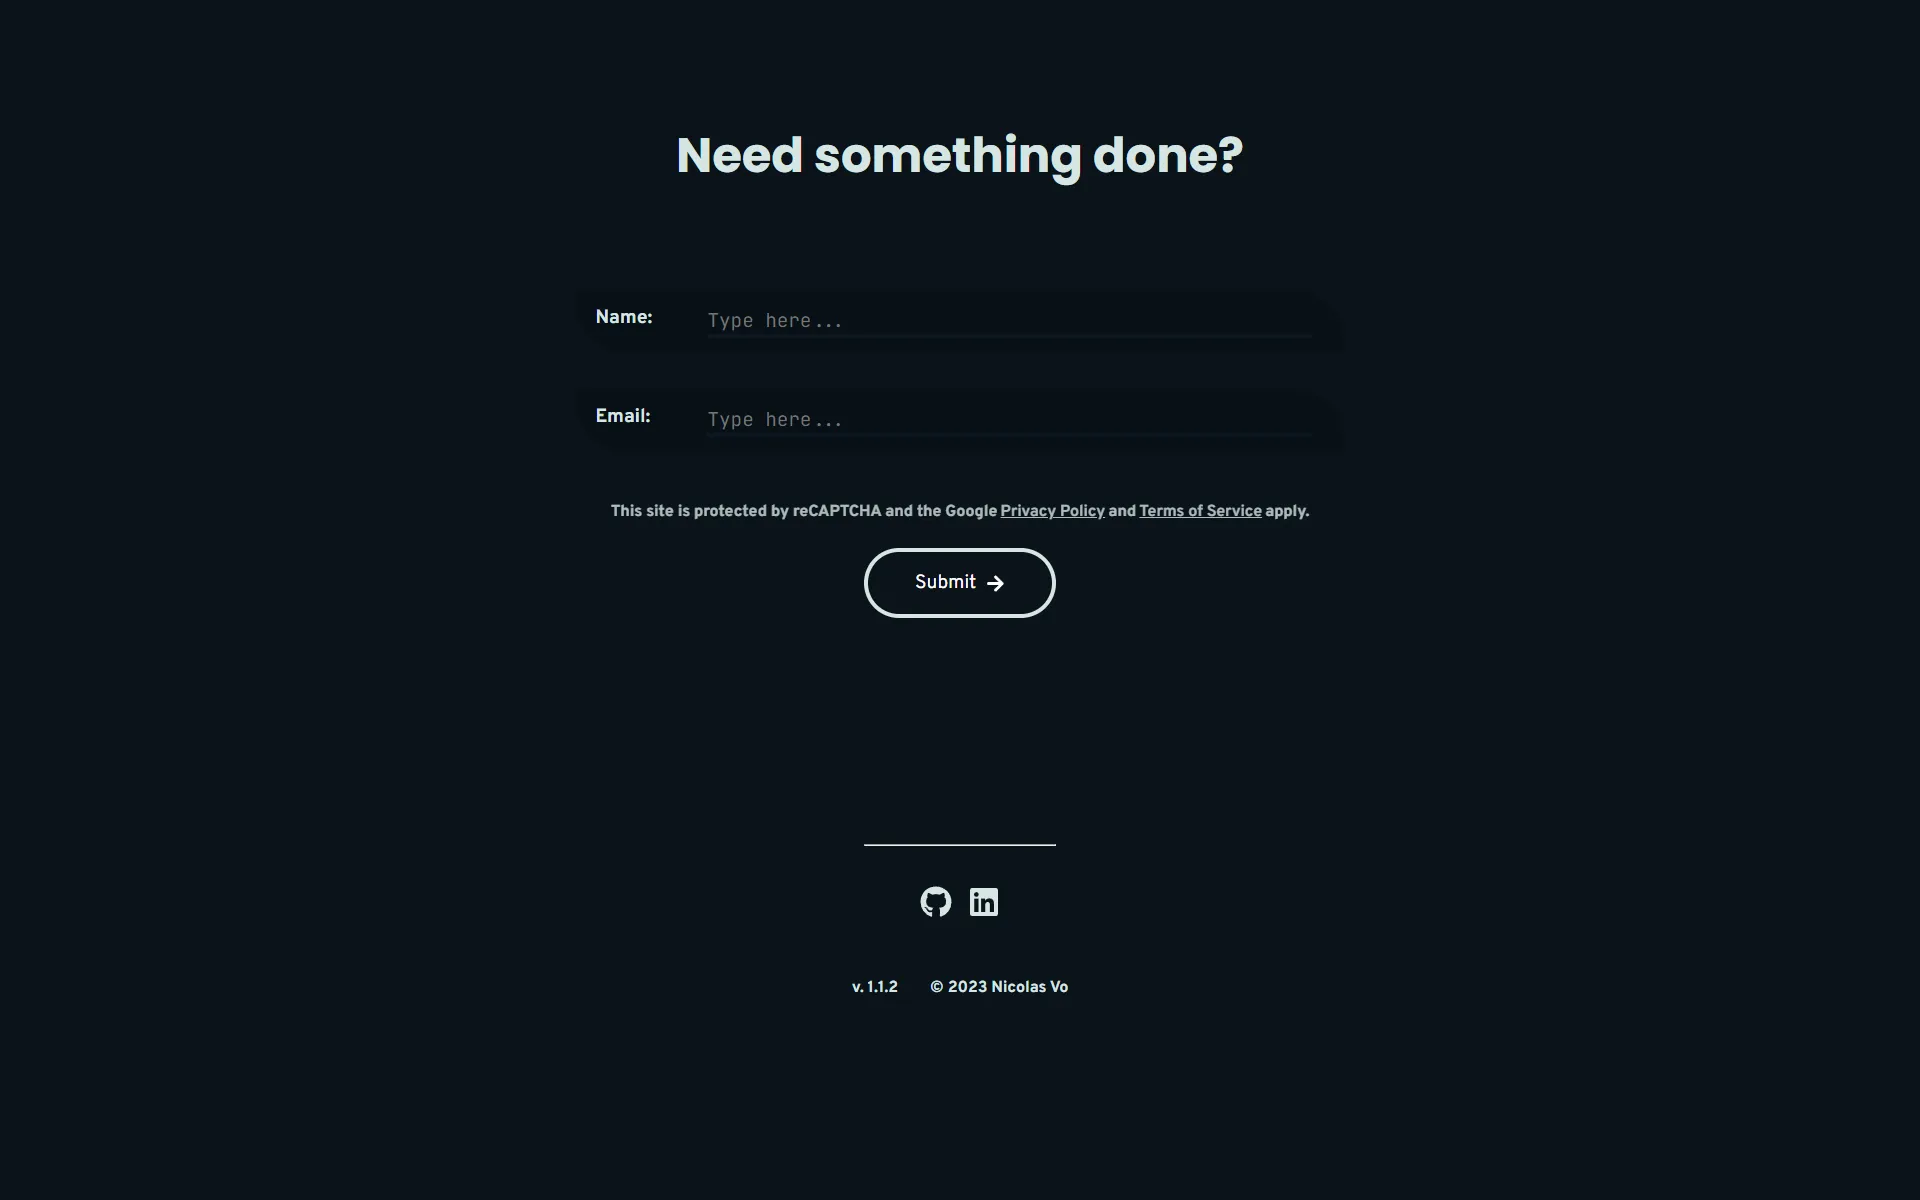 Need something done?
Name:
Type here...
Email:
Type here...
This site is protected by reCAPTCHA and the Google Privacy Policy and Terms of Service apply.
Submit →
v. 1.1.2 © 2023 Nicolas Vo